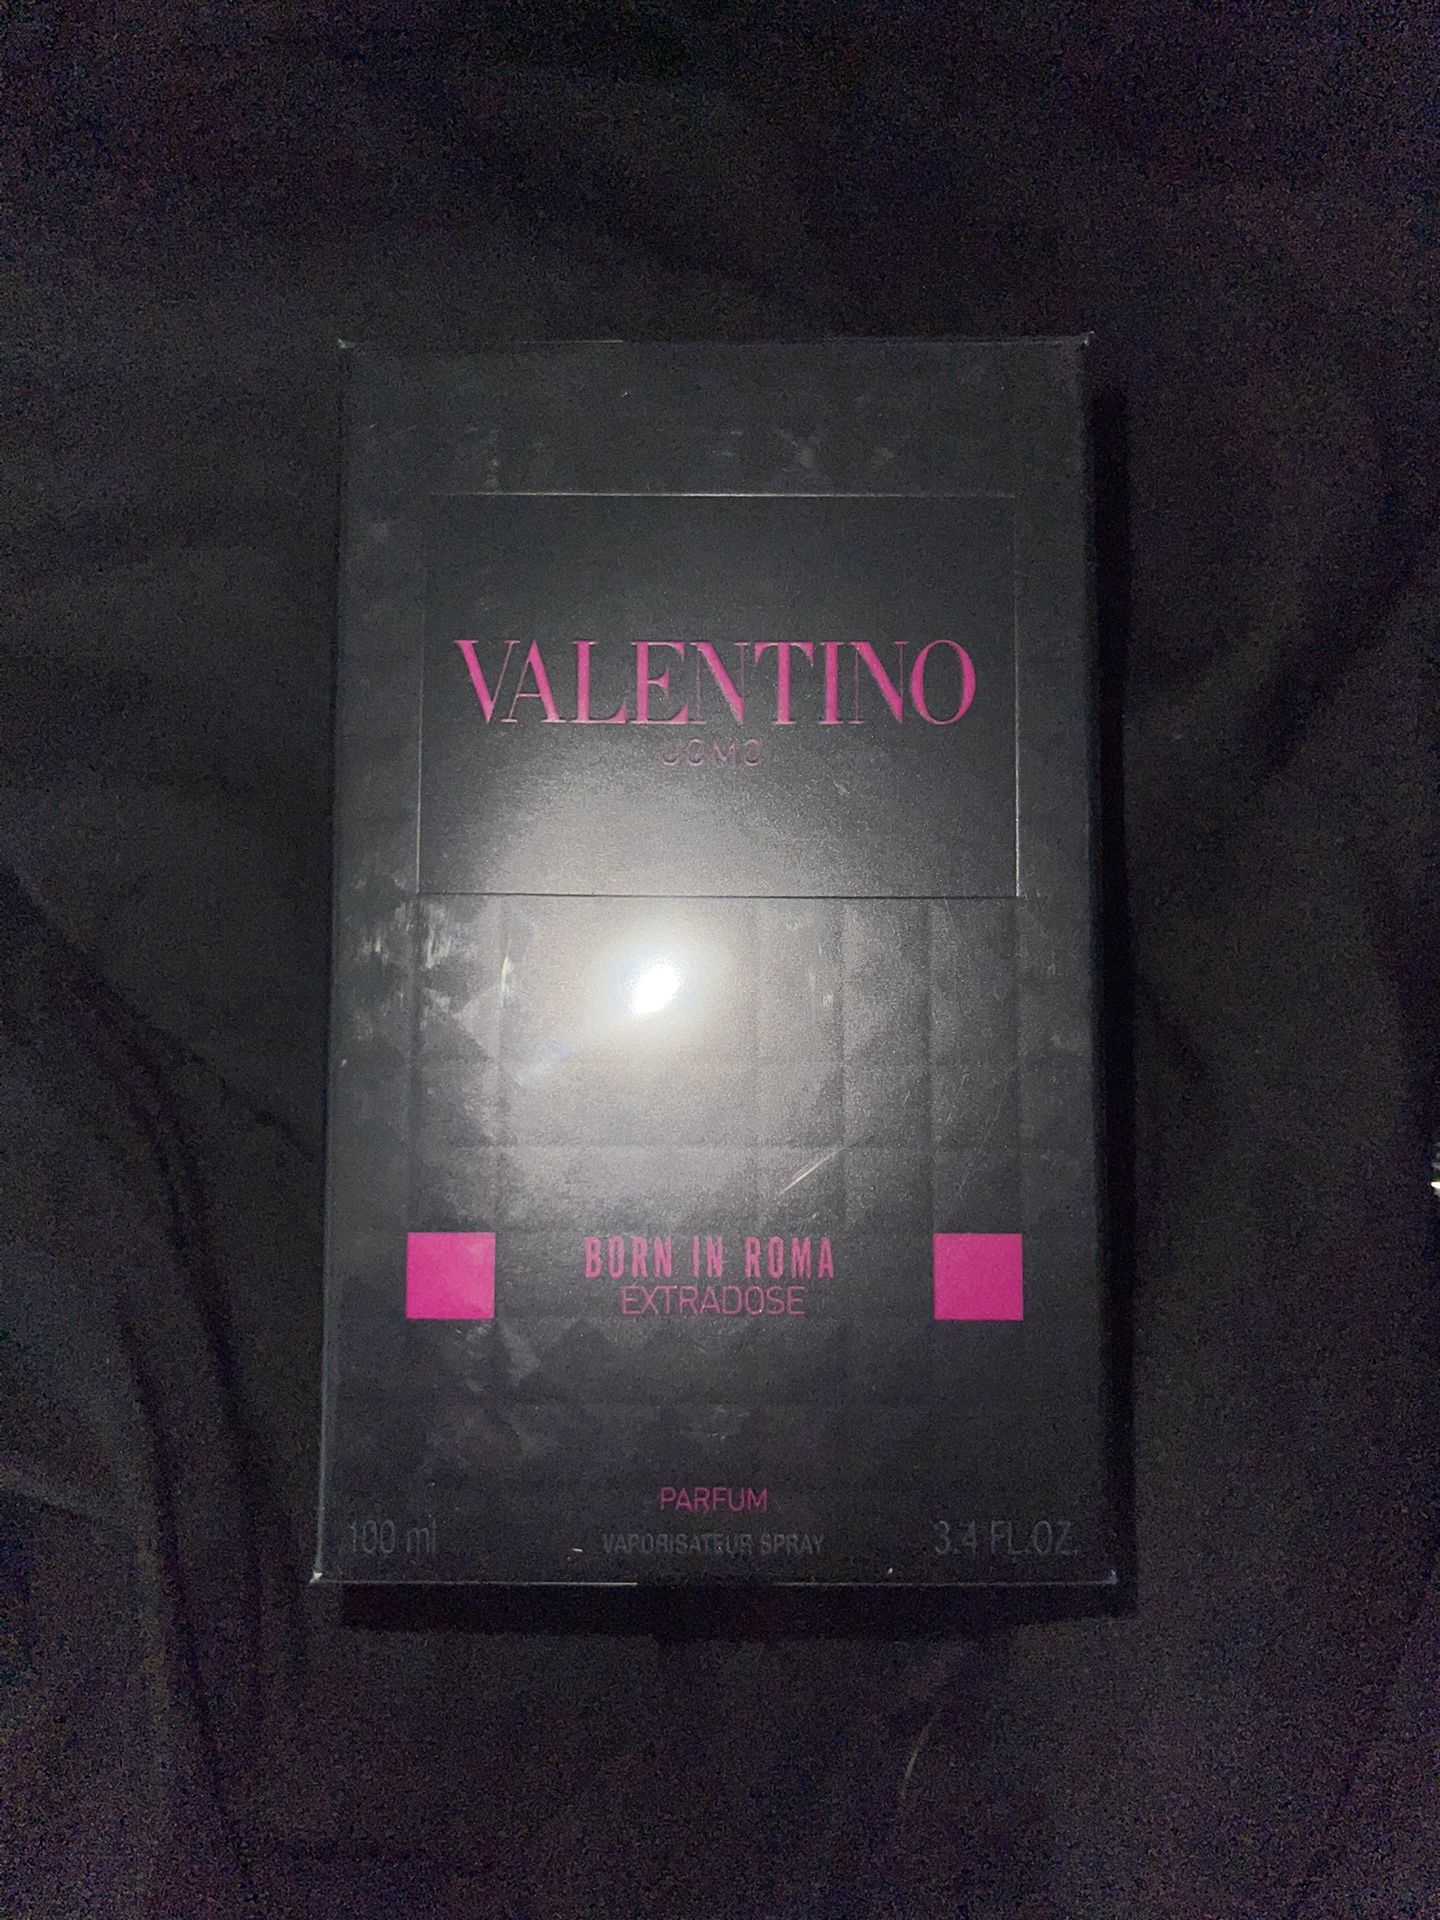 VALENTINO
UOMO
BORN IN ROMA
EXTRADOSE
PARFUM
100 ml
VAPORISATEUR SPRAY
3.4 FL.OZ.